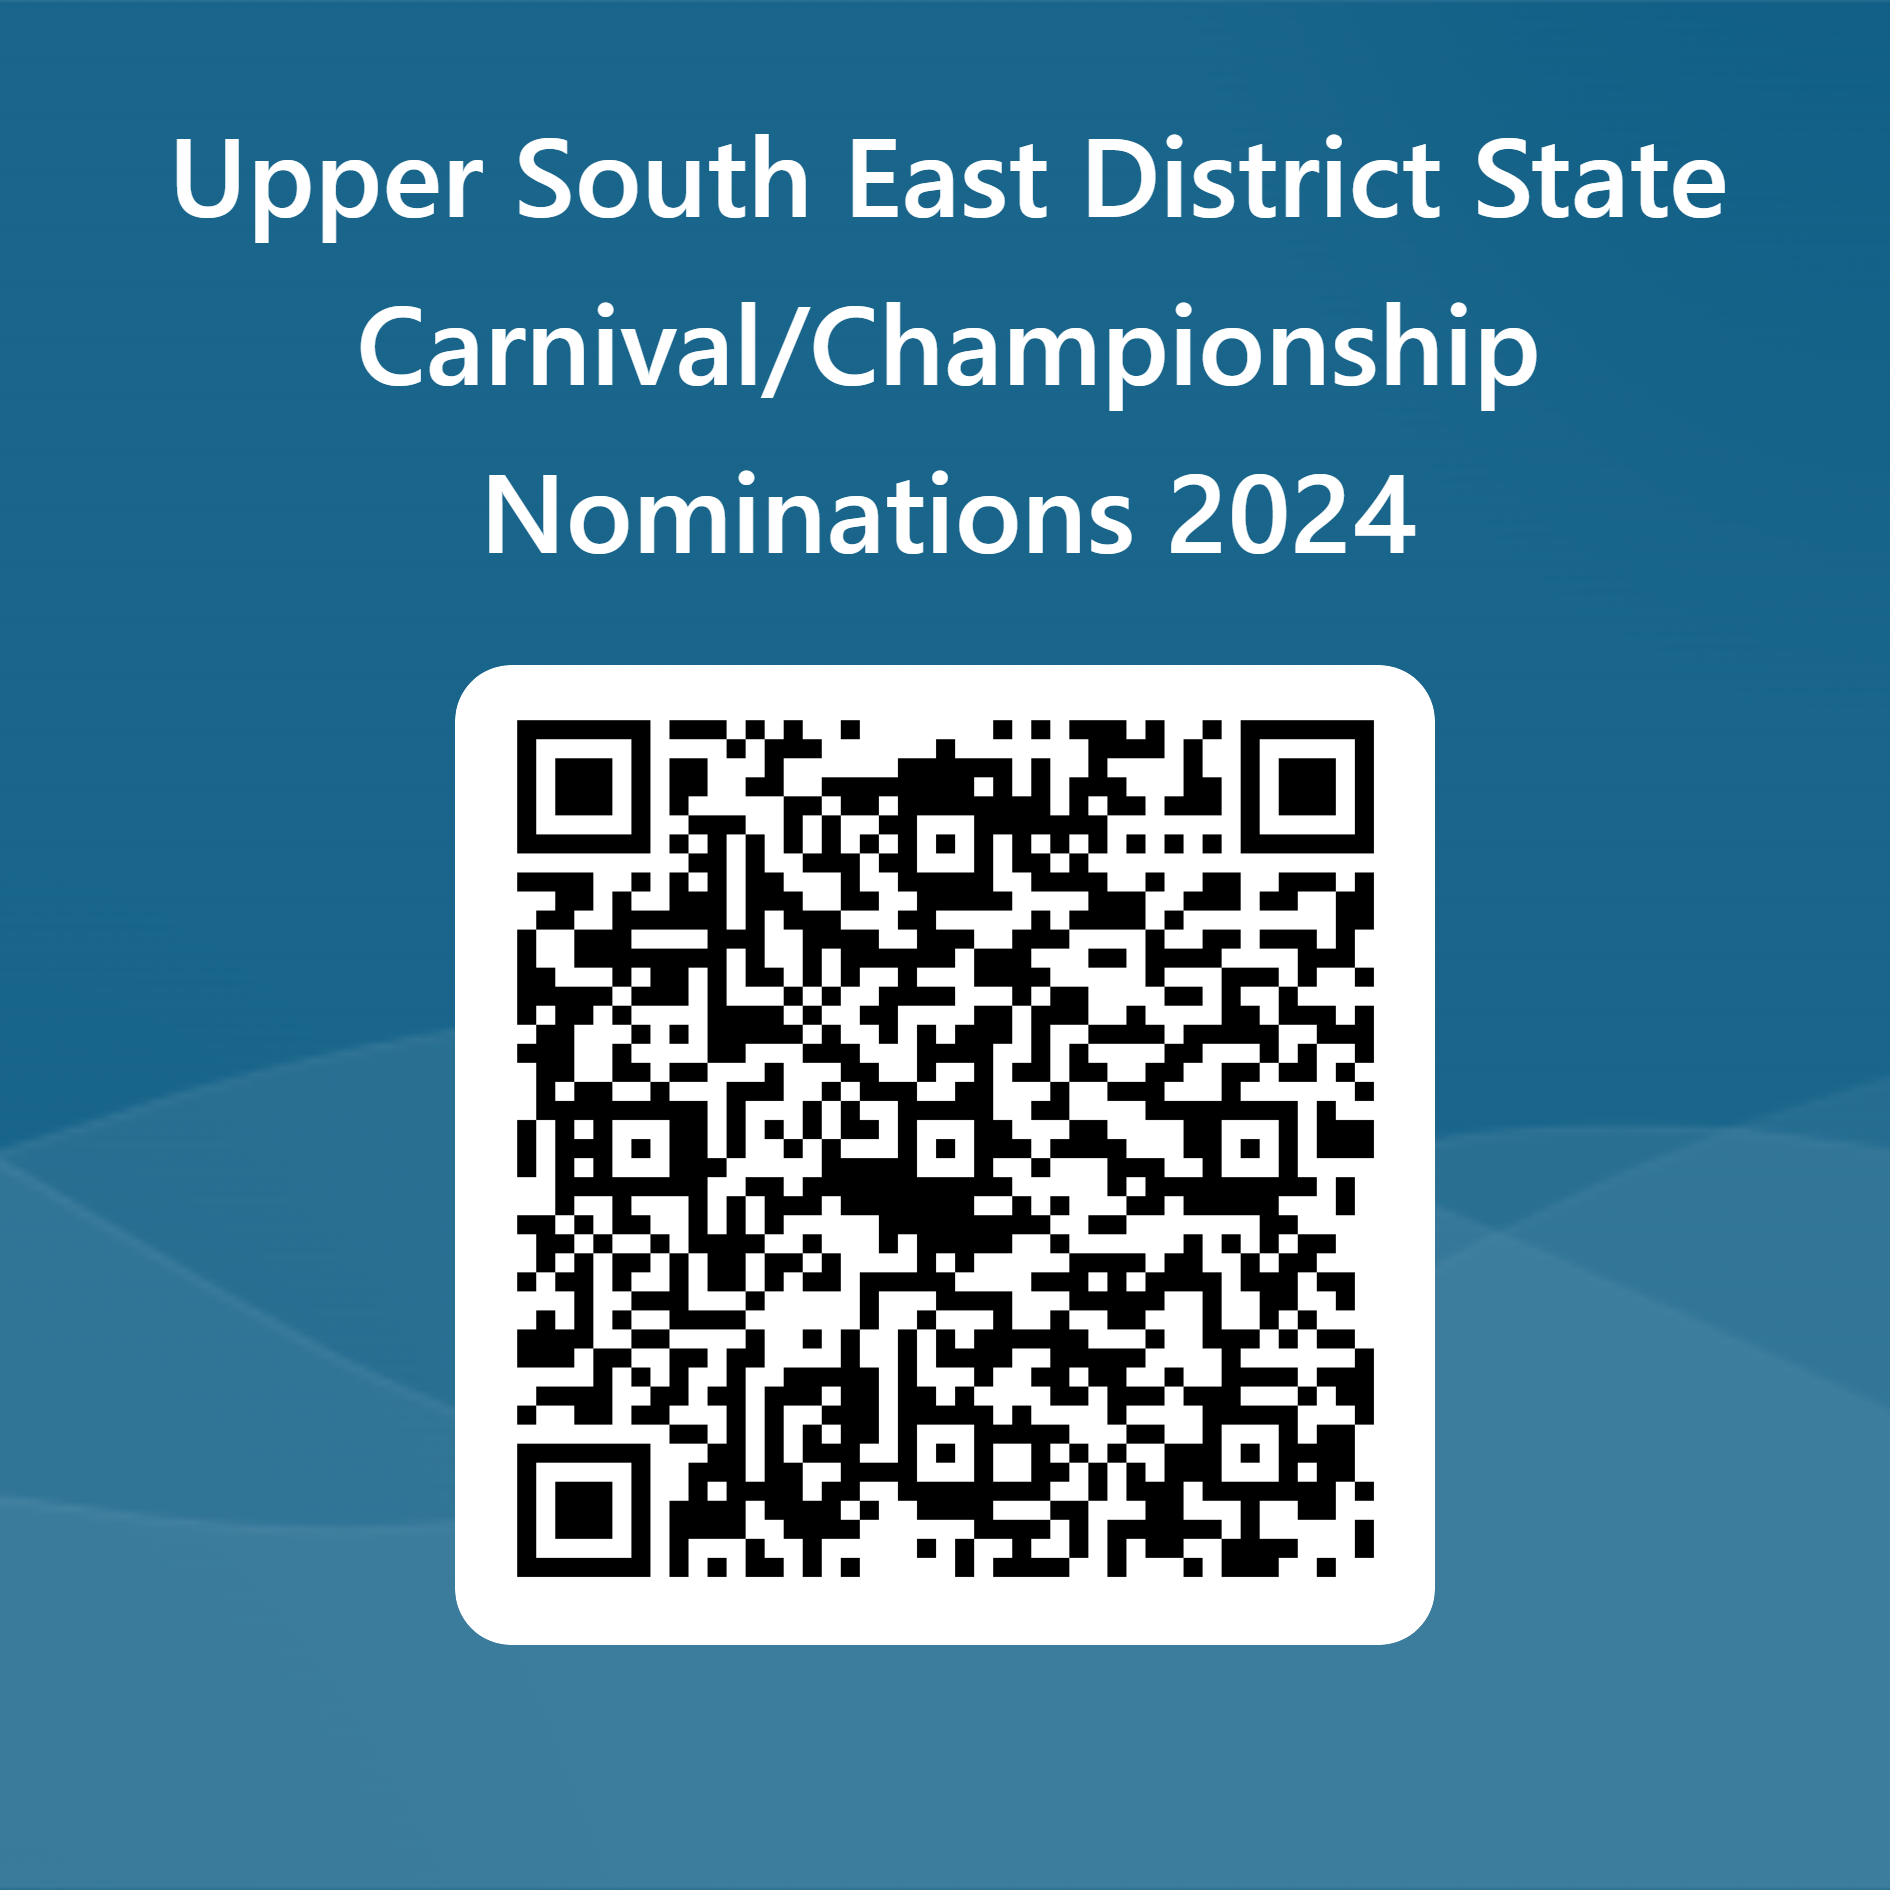 Upper South East District State
Carnival/Championship
Nominations 2024